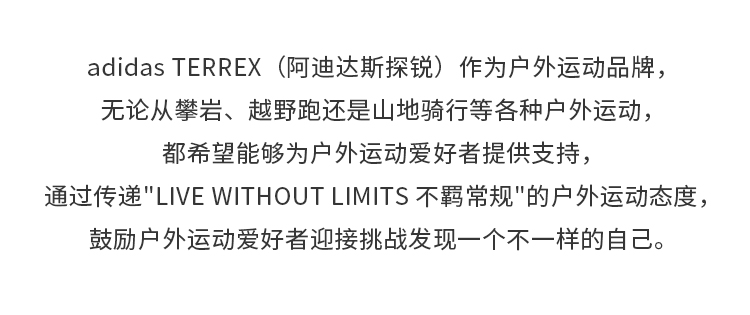 adidas TERREX（阿迪达斯探锐）作为户外运动品牌，
无论从攀岩、越野跑还是山地骑行等各种户外运动，
都希望能够为户外运动爱好者提供支持，
通过传递"LIVE WITHOUT LIMITS 不羁常规"的户外运动态度，
鼓励户外运动爱好者迎接挑战发现一个不一样的自己。